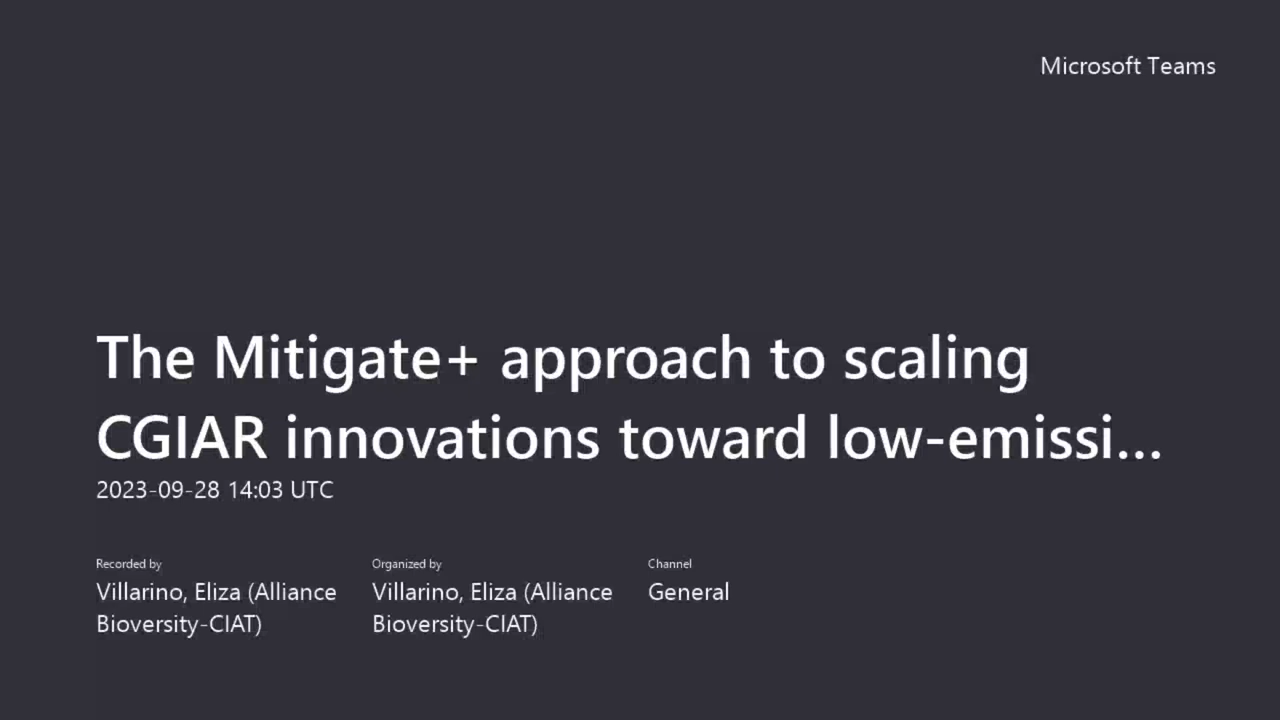 Microsoft Teams
The Mitigate+ approach to scaling
CGIAR innovations toward low-emissi...
2023-09-28 14:03 UTC
Recorded by
Villarino, Eliza (Alliance
Bioversity-CIAT)
Organized by
Villarino, Eliza (Alliance
Bioversity-CIAT)
Channel
General